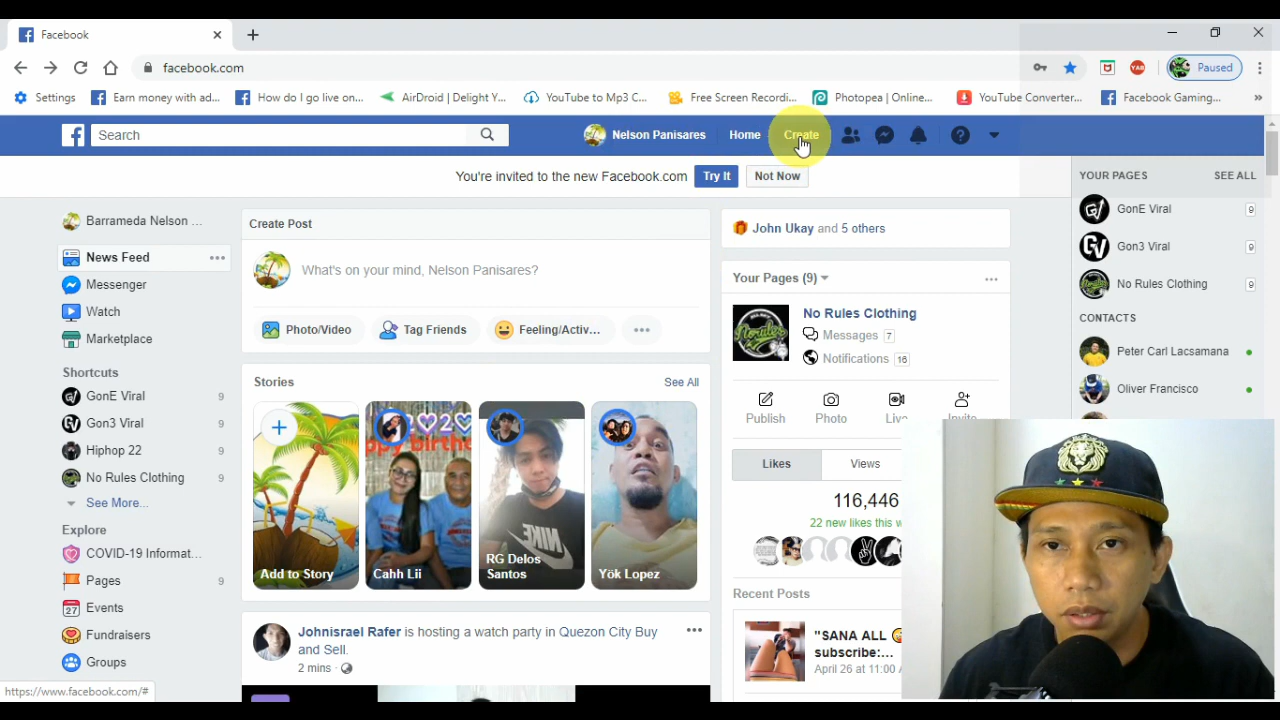 Facebook
facebook.com
Paused
Settings
Earn money with ad...
How do I go live on...
AirDroid | Delight Y...
YouTube to Mp3 C...
Free Screen Recordi...
Photopea | Online...
YouTube Converter...
Facebook Gaming...
»
Search
Nelson Panisares
Home
Create
You're invited to the new Facebook.com
Try It
Not Now
YOUR PAGES
SEE ALL
GonE Viral
9
Gon3 Viral
9
No Rules Clothing
9
CONTACTS
Peter Carl Lacsamana
Oliver Francisco
Barrameda Nelson ...
News Feed
Messenger
Watch
Marketplace
Shortcuts
GonE Viral 9
Gon3 Viral 9
Hiphop 22 9
No Rules Clothing 9
See More...
Explore
COVID-19 Informat...
Pages 9
27 Events
Fundraisers
Groups
https://www.facebook.com/#
Create Post
What's on your mind, Nelson Panisares?
Photo/Video
Tag Friends
Feeling/Activ...
Stories
See All
Add to Story
Cahh Lii
RG Delos
Santos
NIKE
Yök Lopez
Johnisrael Rafer is hosting a watch party in Quezon City Buy
and Sell.
2 mins
John Ukay and 5 others
Your Pages (9)
No Rules Clothing
Messages 7
Notifications 16
Publish
Photo
Live
Invite
Likes
Views
116,446
22 new likes this w
Recent Posts
"SANA ALL
subscribe:...
April 26 at 11:00 A